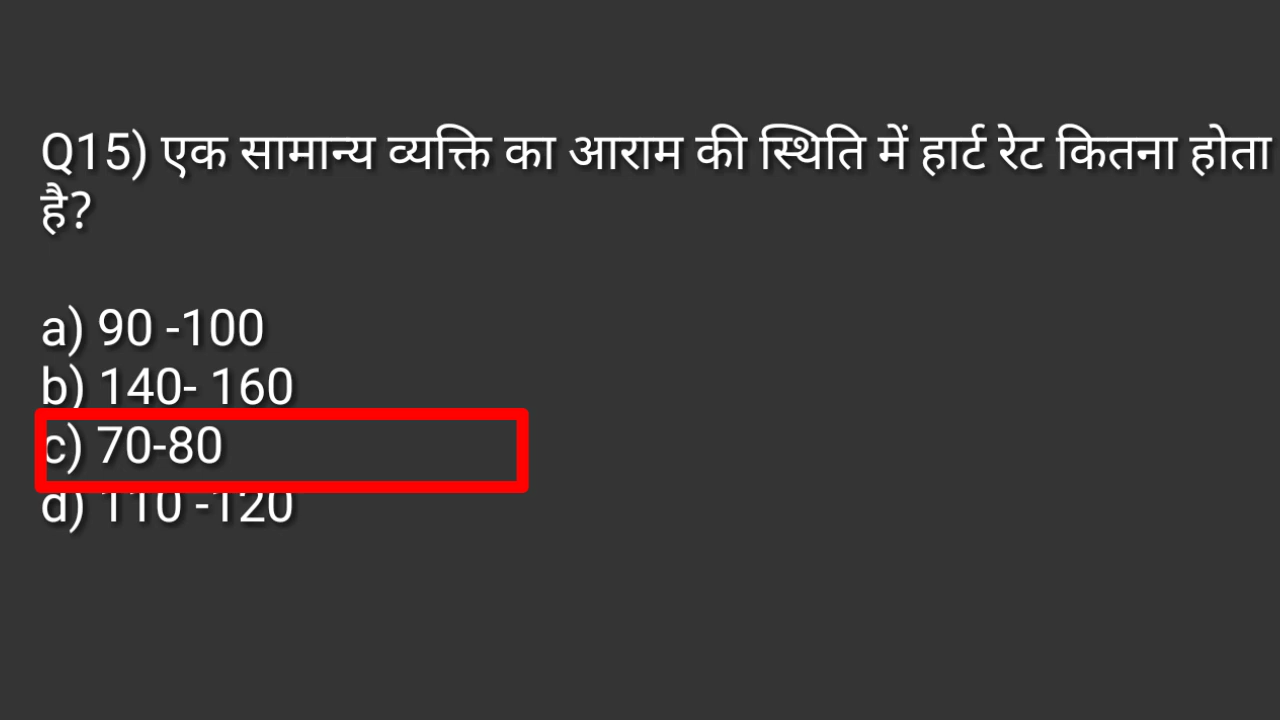 Q15) एक सामान्य व्यक्ति का आराम की स्थिति में हार्ट रेट कितना होता
है?
a) 90 -100
b) 140- 160
c) 70-80
d) 110 -120